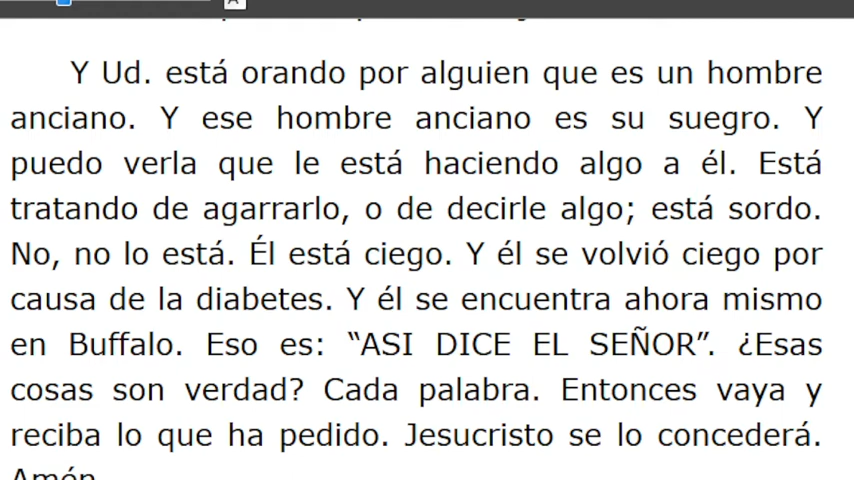 Y Ud. está orando por alguien que es un hombre
anciano. Y ese hombre anciano es su suegro. Y
puedo verla que le está haciendo algo a él. Está
tratando de agarrarlo, o de decirle algo; está sordo.
No, no lo está. Él está ciego. Y él se volvió ciego por
causa de la diabetes. Y él se encuentra ahora mismo
en Buffalo. Eso es: “ASI DICE EL SEÑOR”. ¿Esas
cosas son verdad? Cada palabra. Entonces vaya y
reciba lo que ha pedido. Jesucristo se lo concederá.
Amén